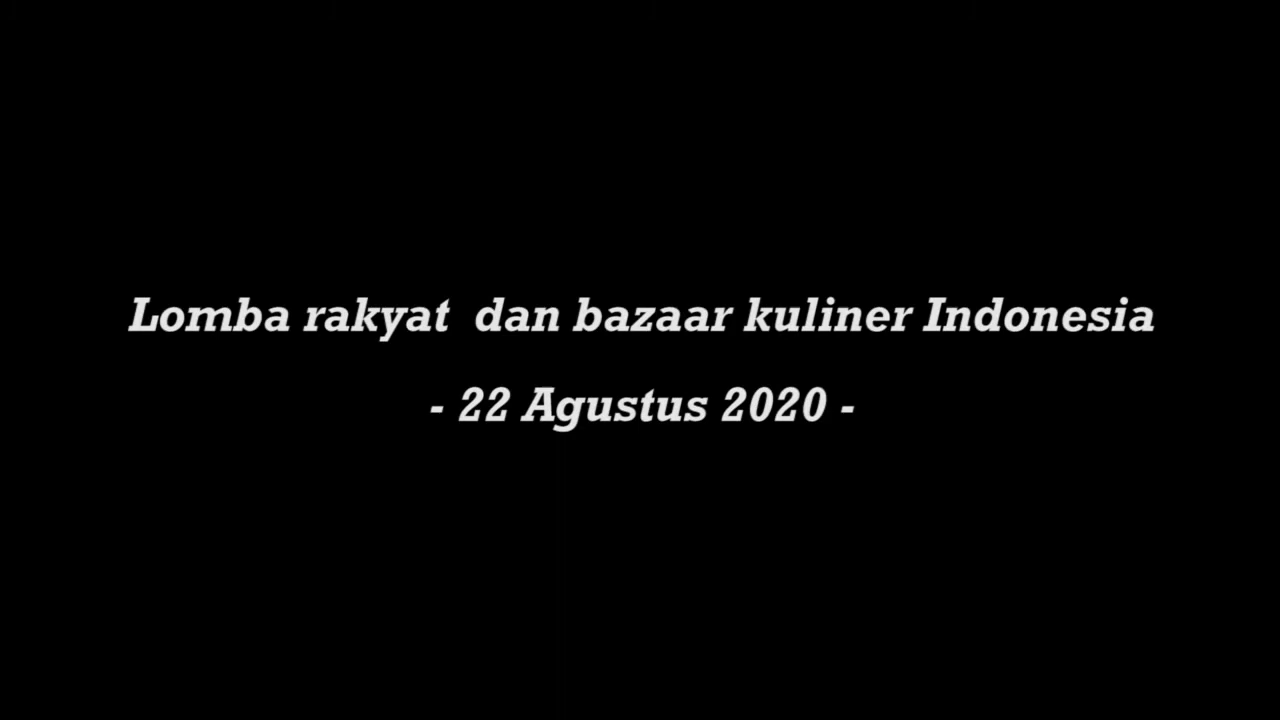 Lomba rakyat  dan bazaar kuliner Indonesia
- 22 Agustus 2020 -